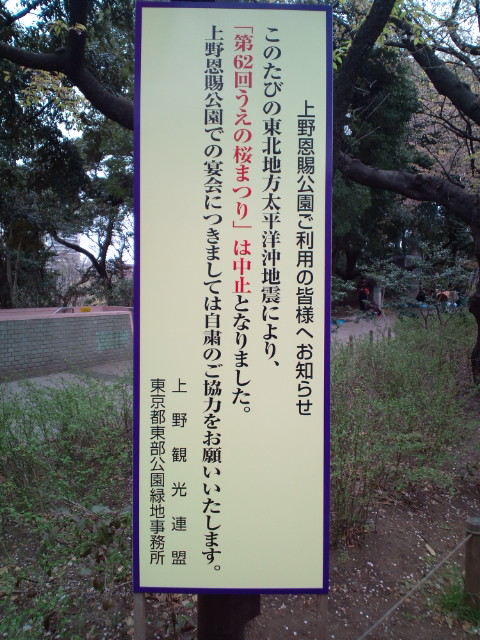 上野恩賜公園ご利用の皆様へお知らせ
このたびの東北地方太平洋沖地震により、
「第62回うえの桜まつり」は中止となりました。
上野恩賜公園での宴会につきましては自粛のご協力をお願いいたします。
上野観光連盟
東京都東部公園緑地事務所